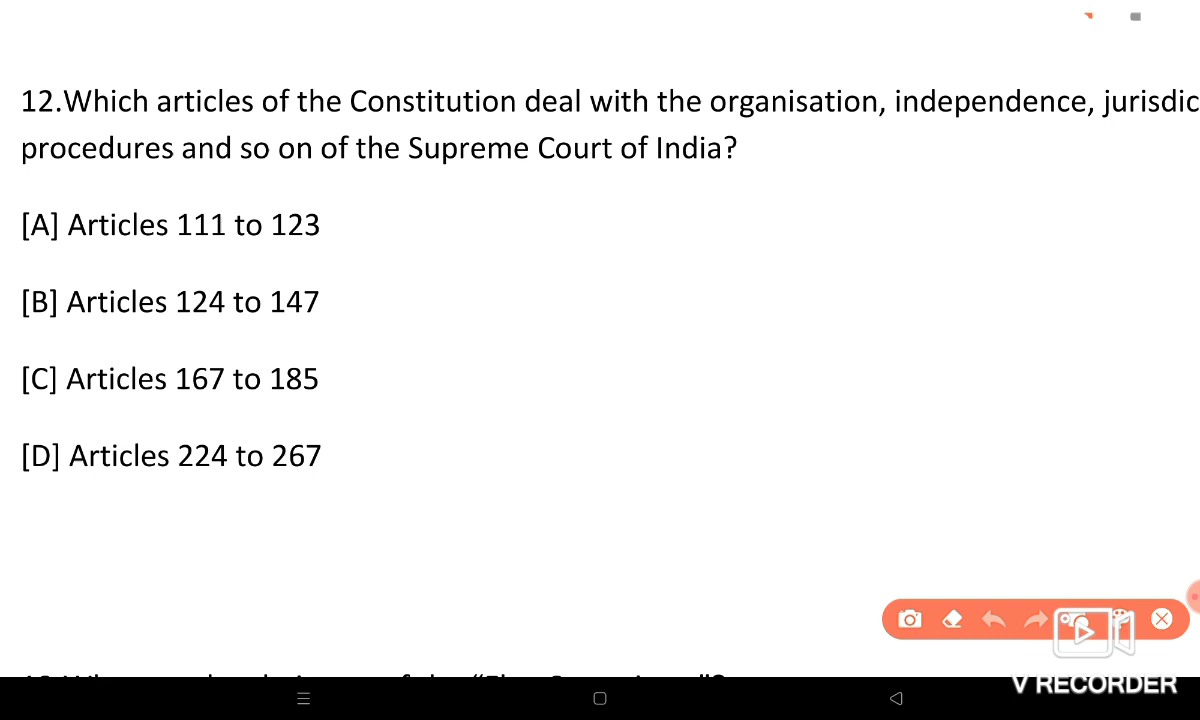 12.Which articles of the Constitution deal with the organisation, independence, jurisdic
procedures and so on of the Supreme Court of India?
[A] Articles 111 to 123
[B] Articles 124 to 147
[C] Articles 167 to 185
[D] Articles 224 to 267
V RECORDER